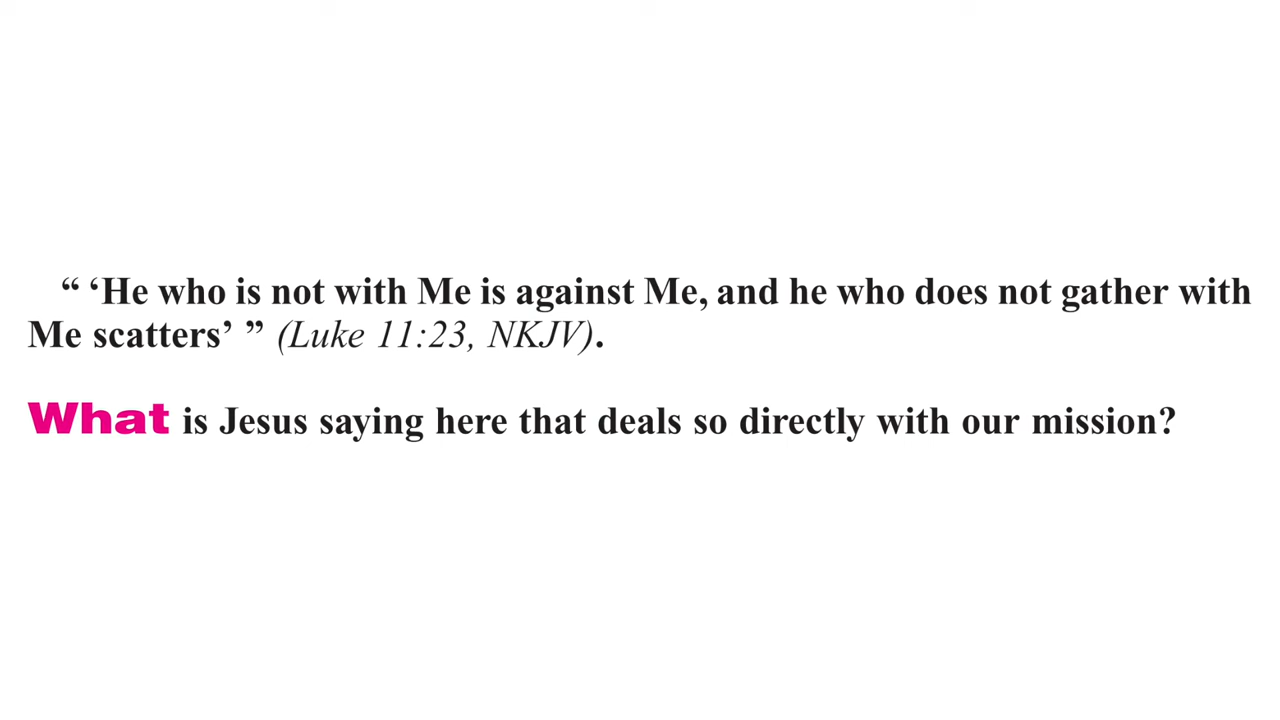 “ ‘He who is not with Me is against Me, and he who does not gather with
Me scatters’ ” (Luke 11:23, NKJV).
What is Jesus saying here that deals so directly with our mission?